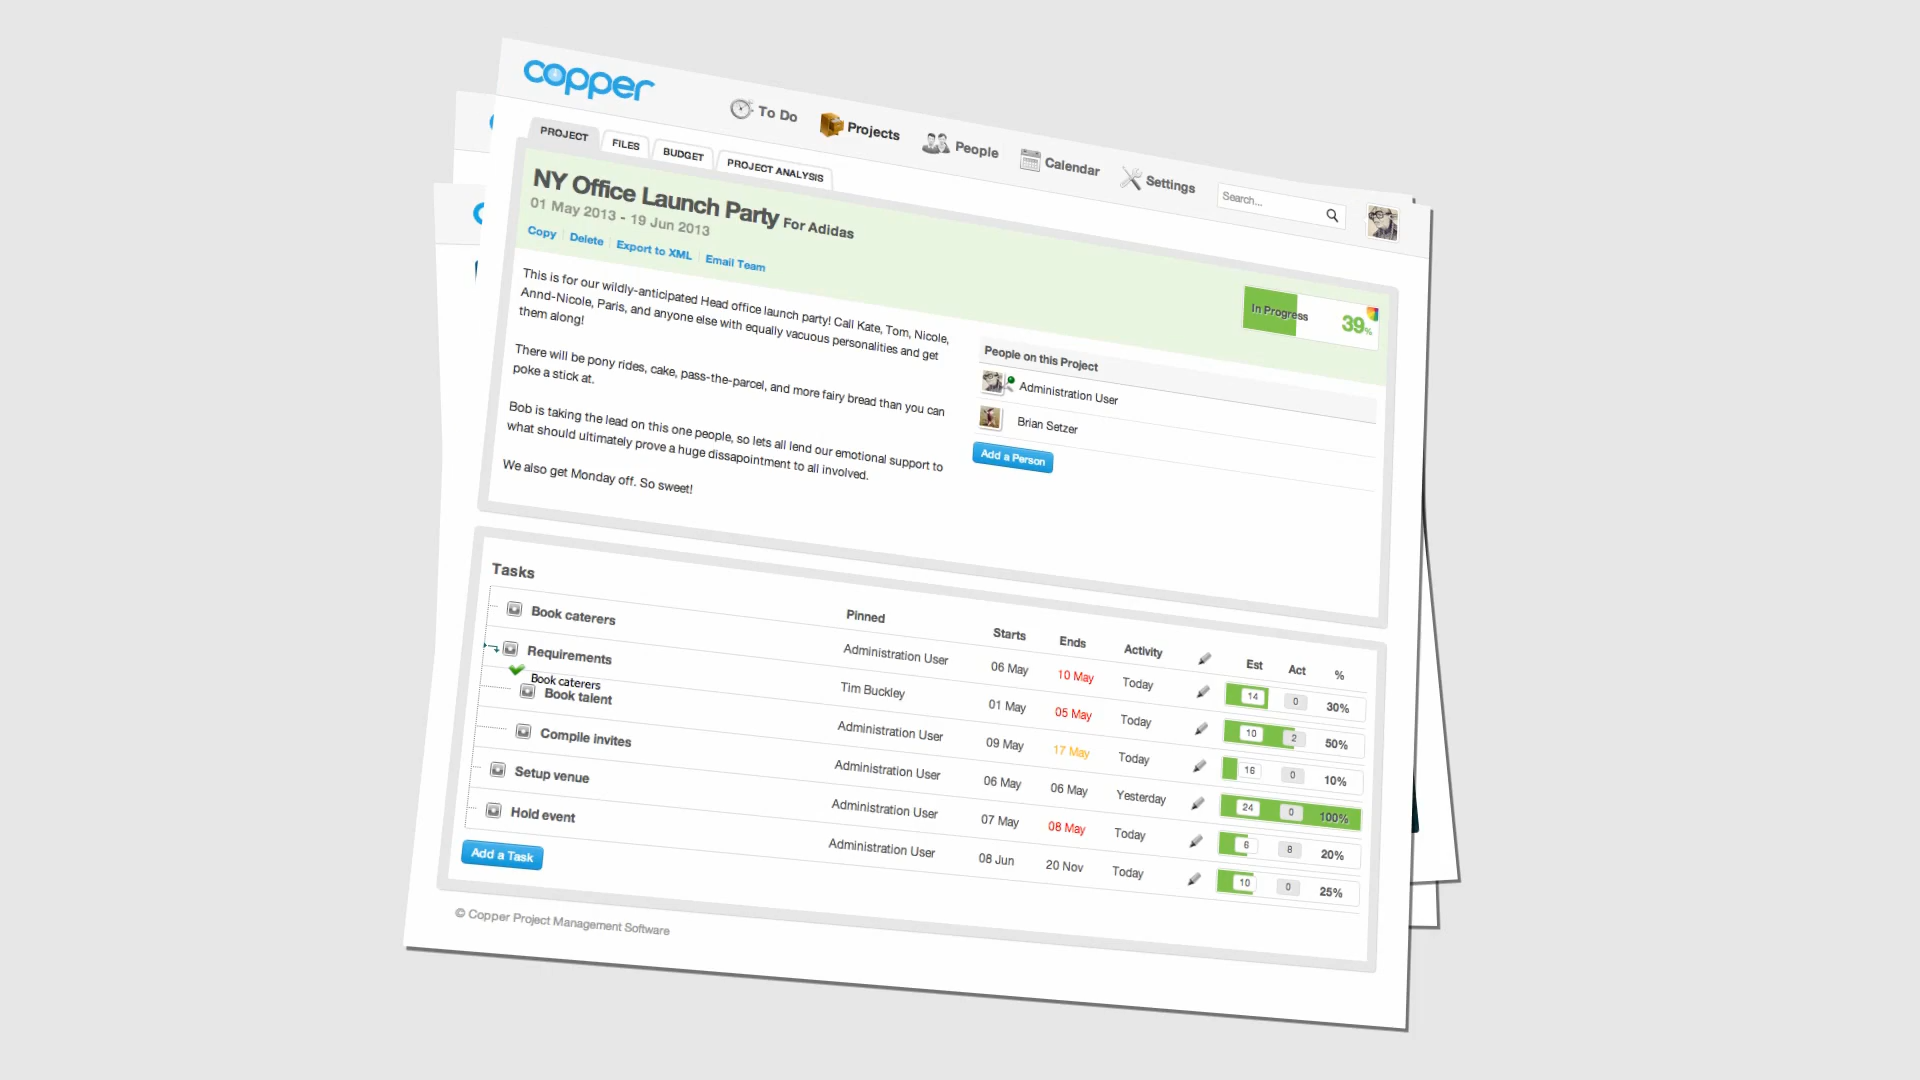 copper
To Do
Projects
People
Calendar
Settings
Search...
PROJECT
FILES
BUDGET
PROJECT ANALYSIS
NY Office Launch Party For Adidas
01 May 2013 - 19 Jun 2013
Copy Delete Export to XML Email Team
In Progress 39%
This is for our wildly-anticipated Head office launch party! Call Kate, Tom, Nicole,
Annd-Nicole, Paris, and anyone else with equally vacuous personalities and get
them along!
There will be pony rides, cake, pass-the-parcel, and more fairy bread than you can
poke a stick at.
Bob is taking the lead on this one people, so lets all lend our emotional support to
what should ultimately prove a huge dissapointment to all involved.
We also get Monday off. So sweet!
People on this Project
Administration User
Brian Setzer
Add a Person
Tasks
Pinned Starts Ends Activity Est Act %
Book caterers Administration User 06 May 10 May Today 14 0 30%
Requirements Tim Buckley 01 May 05 May Today 10 2 50%
Book caterers
Book talent Administration User 09 May 17 May Today 16 0 10%
Compile invites Administration User 06 May 06 May Yesterday 24 0 100%
Setup venue Administration User 07 May 08 May Today 6 8 20%
Hold event Administration User 08 Jun 20 Nov Today 10 0 25%
Add a Task
© Copper Project Management Software